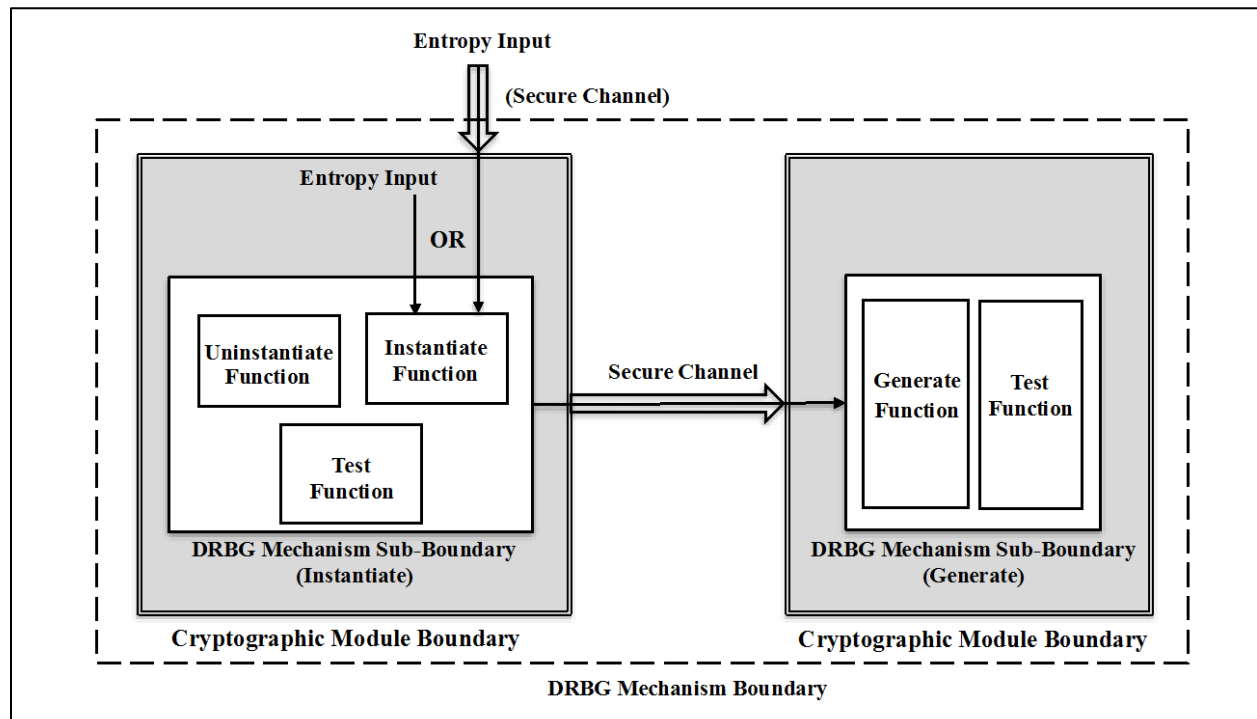 Entropy Input
(Secure Channel)
Entropy Input
OR
Uninstantiate
Function
Instantiate
Function
Test
Function
DRBG Mechanism Sub-Boundary
(Instantiate)
Cryptographic Module Boundary
Secure Channel
Generate
Function
Test
Function
DRBG Mechanism Sub-Boundary
(Generate)
Cryptographic Module Boundary
DRBG Mechanism Boundary